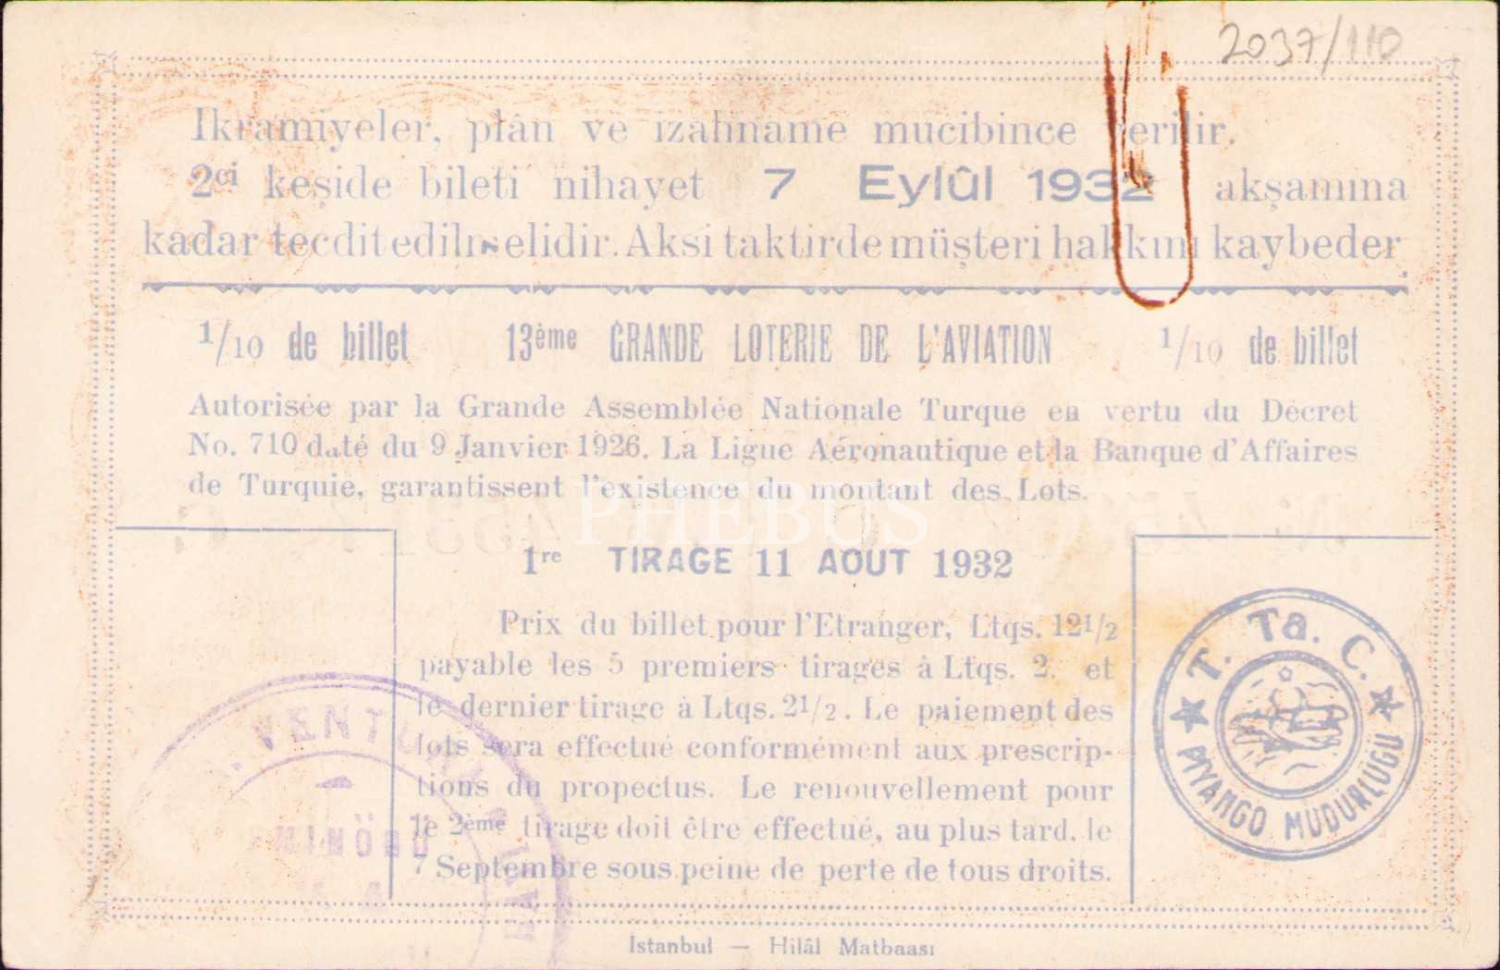 2037/110
Ikramiyeler, plân ve izahname mucibince verilir.
2ci keşide bileti nihayet 7 Eylûl 1932 akşamına
kadar tecdit edilmelidir. Aksi taktirde müşteri hakkını kaybeder
1/10 de billet 13ème GRANDE LOTERIE DE L'AVIATION 1/10 de billet
Autorisée par la Grande Assemblée Nationale Turque en vertu du Décret
No. 710 daté du 9 Janvier 1926. La Ligue Aéronautique et la Banque d'Affaires
de Turquie, garantissent l'existence du montant des Lots.
PHEBUS
1re TIRAGE 11 AOUT 1932
Prix du billet pour l'Etranger, Ltqs. 12 1/2
payable les 5 premiers tirages à Ltqs. 2. et
le dernier tirage à Ltqs. 2 1/2. Le paiement des
lots sera effectué conformément aux prescrip-
tions du propectus. Le renouvellement pour
le 2ème tirage doit être effectué, au plus tard, le
7 Septembre sous peine de perte de tous droits.
T. Ta. C.
PİYANGO MÜDÜRLÜĞÜ
İstanbul — Hilâl Matbaası